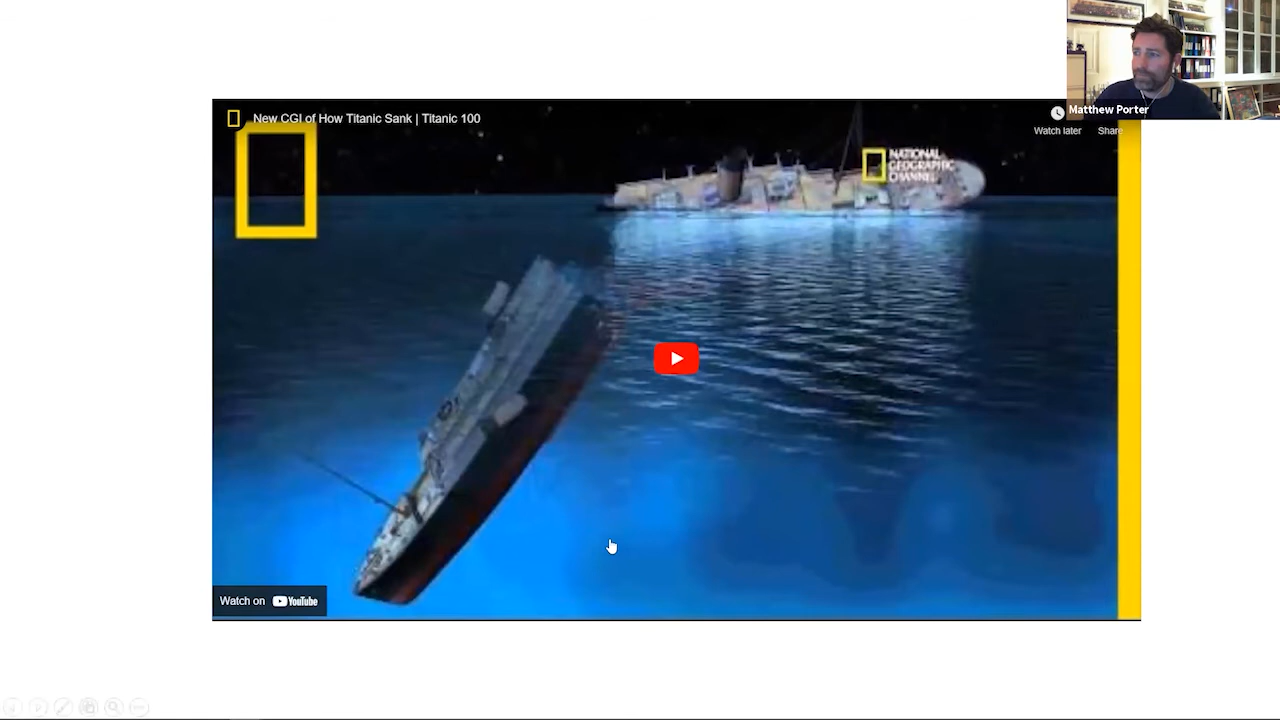 New CGI of How Titanic Sank | Titanic 100
Matthew Porter
Watch later
Share
NATIONAL
GEOGRAPHIC
CHANNEL
Watch on YouTube